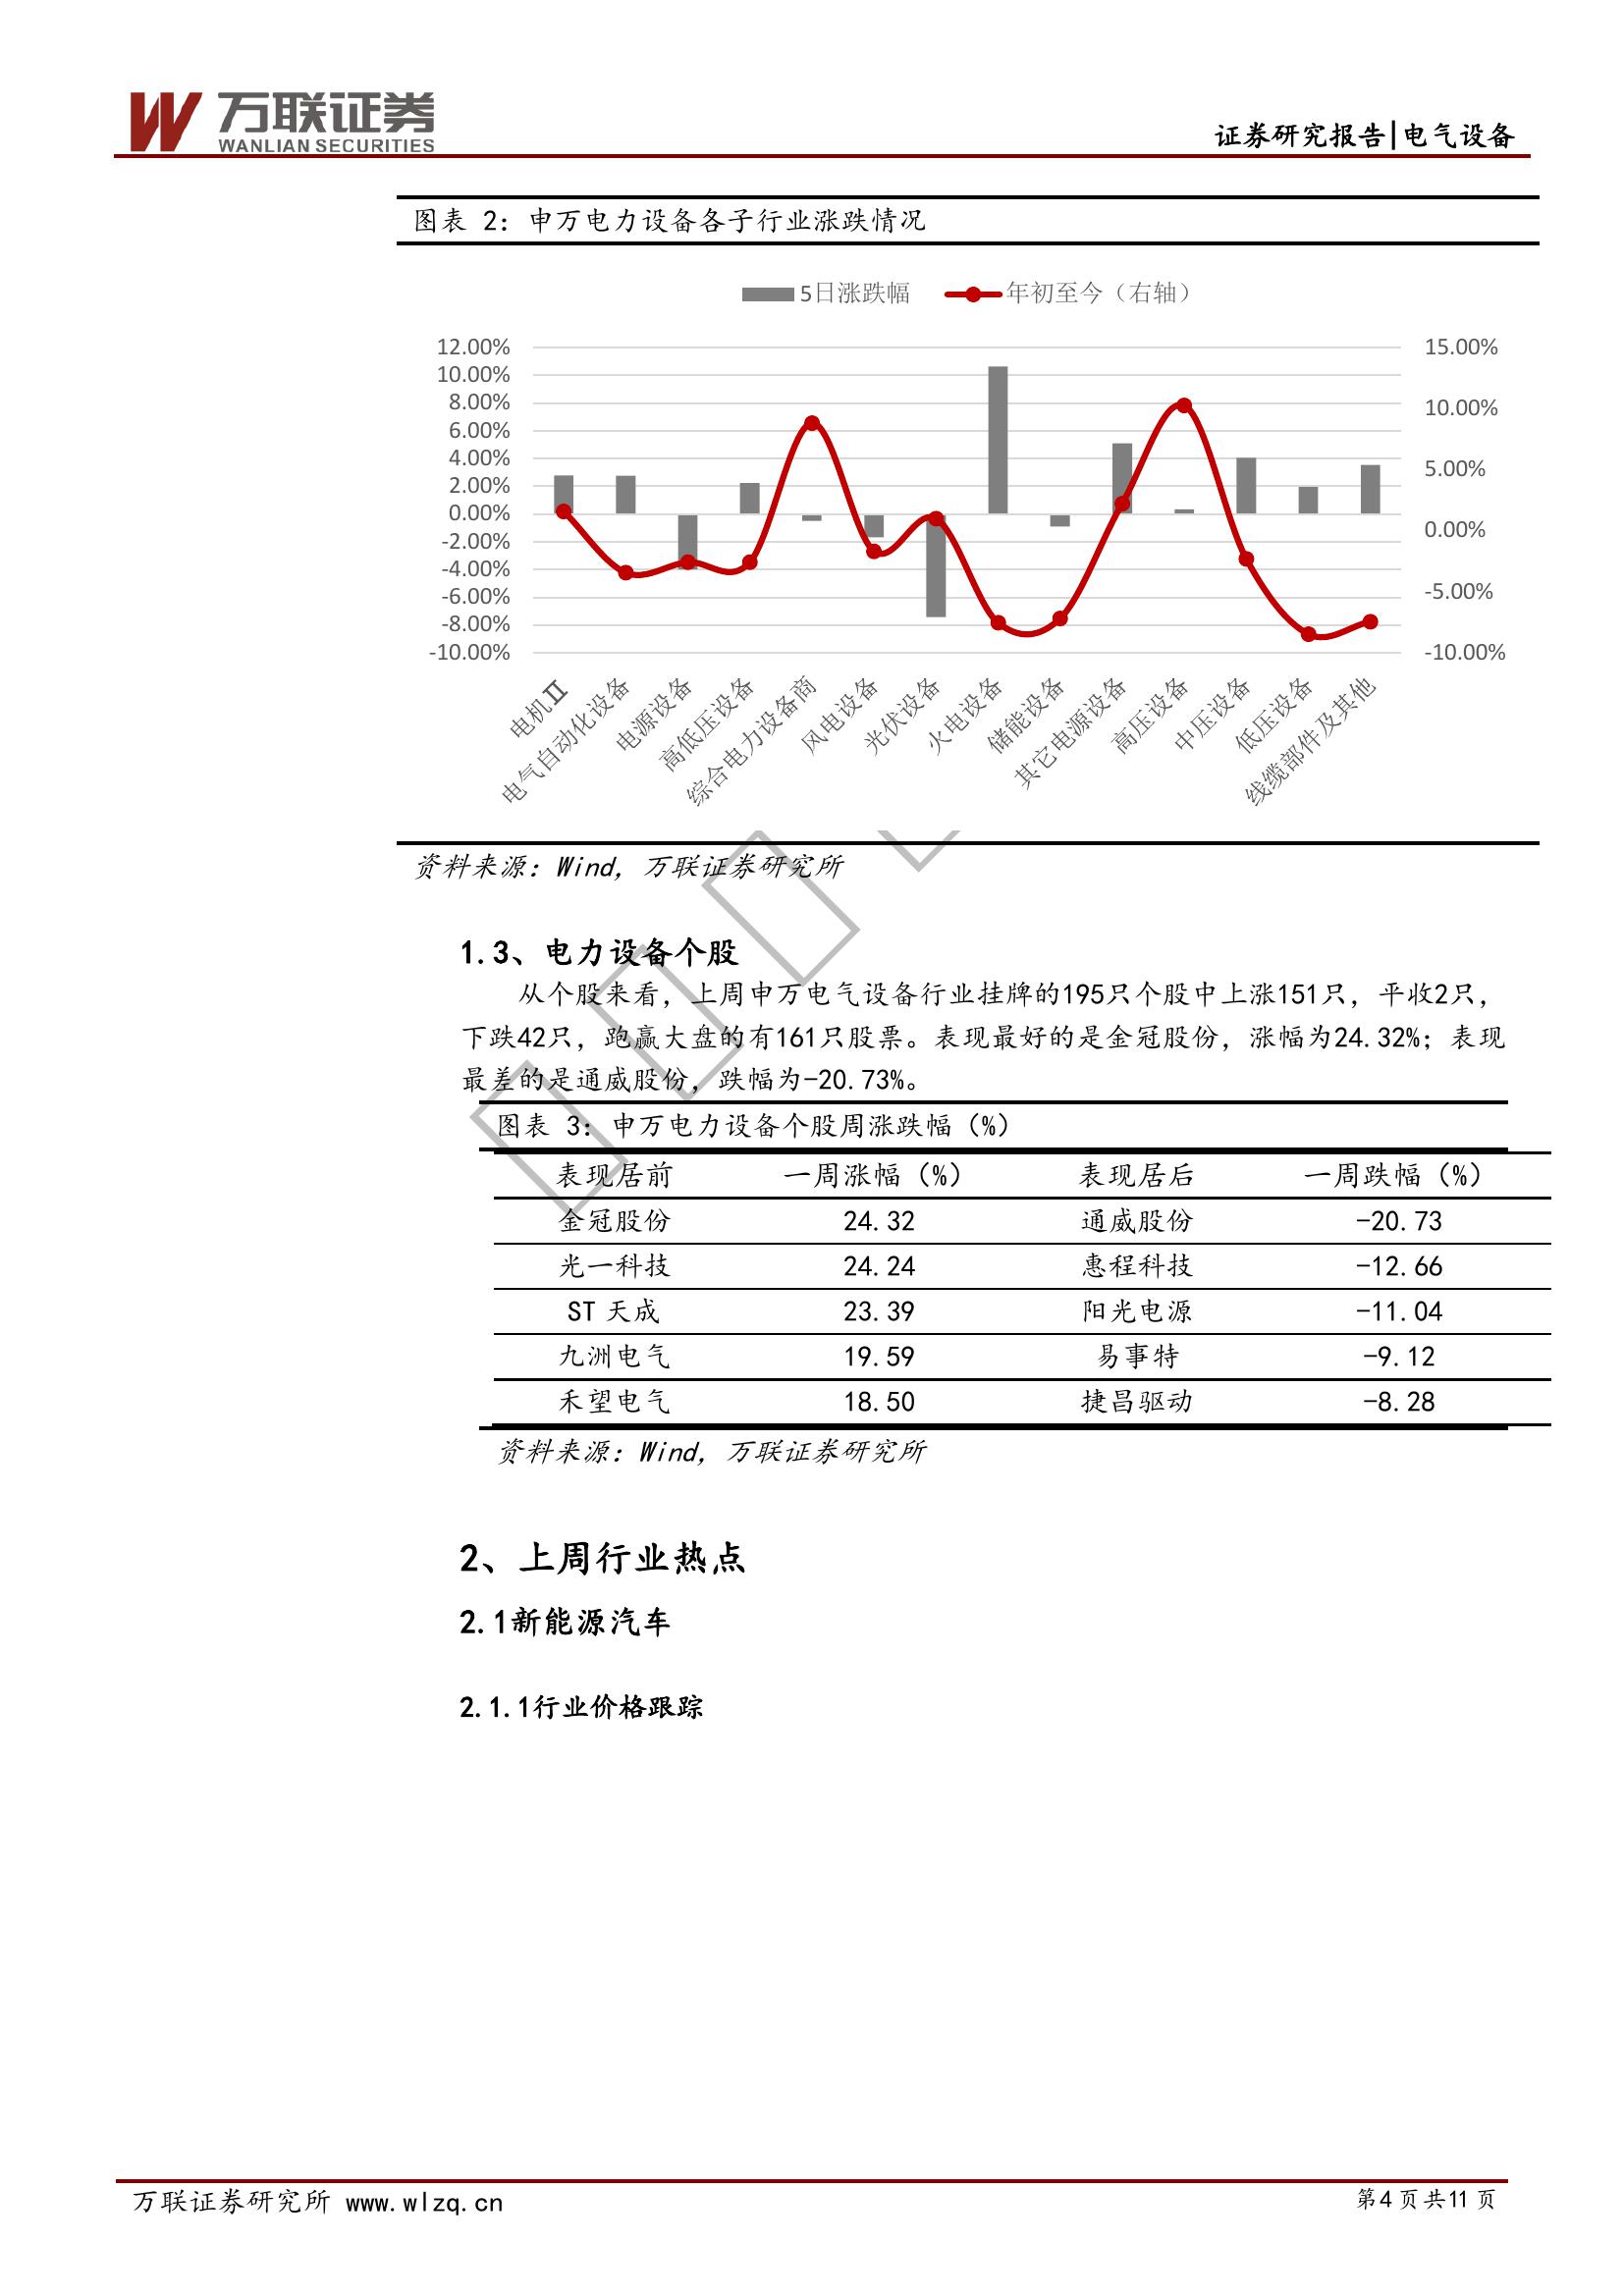 万联证券
WANLIAN SECURITIES
证券研究报告|电气设备
图表 2：申万电力设备各子行业涨跌情况
5日涨跌幅 年初至今（右轴）
12.00% 15.00%
10.00%
8.00% 10.00%
6.00%
4.00% 5.00%
2.00%
0.00% 0.00%
-2.00%
-4.00%
-6.00% -5.00%
-8.00%
-10.00% -10.00%
电机Ⅱ
电气自动化设备
电源设备
高低压设备
综合电力设备商
风电设备
光伏设备
火电设备
储能设备
其它电源设备
高压设备
中压设备
低压设备
线缆部件及其他
资料来源：Wind，万联证券研究所
1.3、电力设备个股
从个股来看，上周申万电气设备行业挂牌的195只个股中上涨151只，平收2只，
下跌42只，跑赢大盘的有161只股票。表现最好的是金冠股份，涨幅为24.32%；表现
最差的是通威股份，跌幅为-20.73%。
图表 3：申万电力设备个股周涨跌幅（%）
表现居前 一周涨幅（%） 表现居后 一周跌幅（%）
金冠股份 24.32 通威股份 -20.73
光一科技 24.24 惠程科技 -12.66
ST 天成 23.39 阳光电源 -11.04
九洲电气 19.59 易事特 -9.12
禾望电气 18.50 捷昌驱动 -8.28
资料来源：Wind，万联证券研究所
2、上周行业热点
2.1新能源汽车
2.1.1行业价格跟踪
万联证券研究所 www.wlzq.cn 第4页共11页